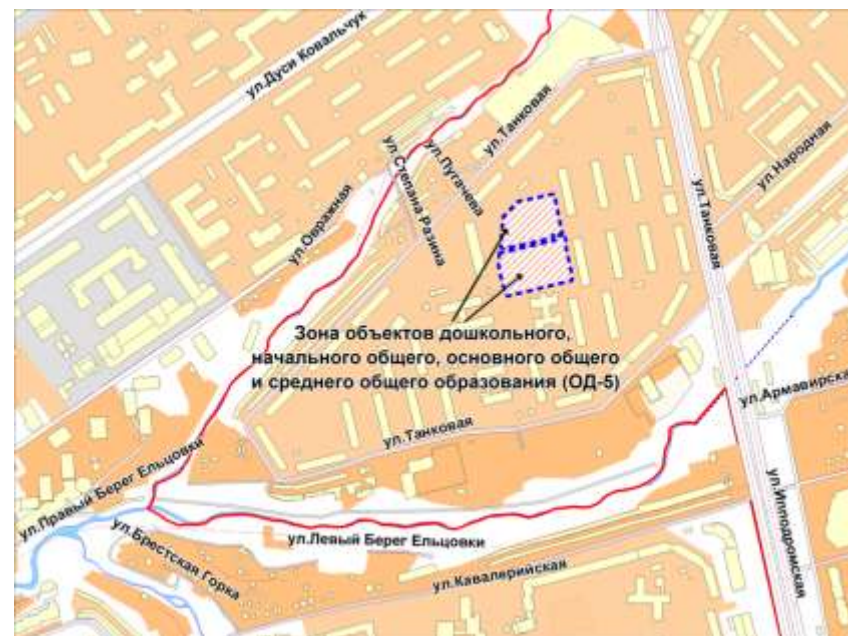 ул.Дуси Ковальчук
ул.Танковая
ул.Пугачева
ул.Степана Разина
ул.Овражная
ул.Народная
ул.Танковая
Зона объектов дошкольного,
начального общего, основного общего
и среднего общего образования (ОД-5)
ул.Армавирска
ул.Танковая
ул.Правый Берег Ельцовки
ул.Левый Берег Ельцовки
ул.Брестская Горка
ул.Кавалерийская
ул.Ипподромская